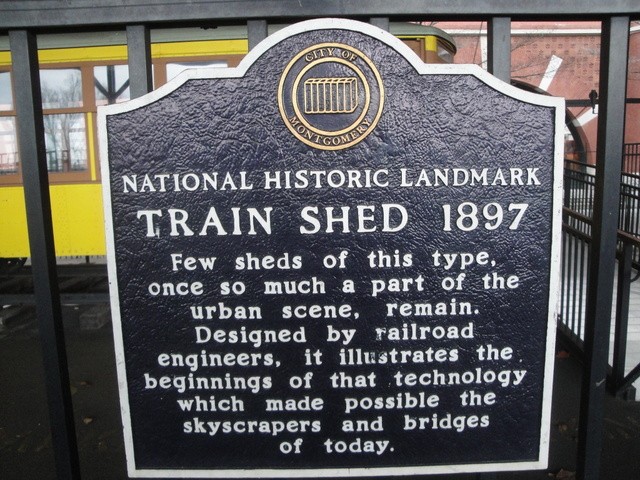 CITY OF
MONTGOMERY
NATIONAL HISTORIC LANDMARK
TRAIN SHED 1897
Few sheds of this type,
once so much a part of the
urban scene, remain.
Designed by railroad
engineers, it illustrates the
beginnings of that technology
which made possible the
skyscrapers and bridges
of today.